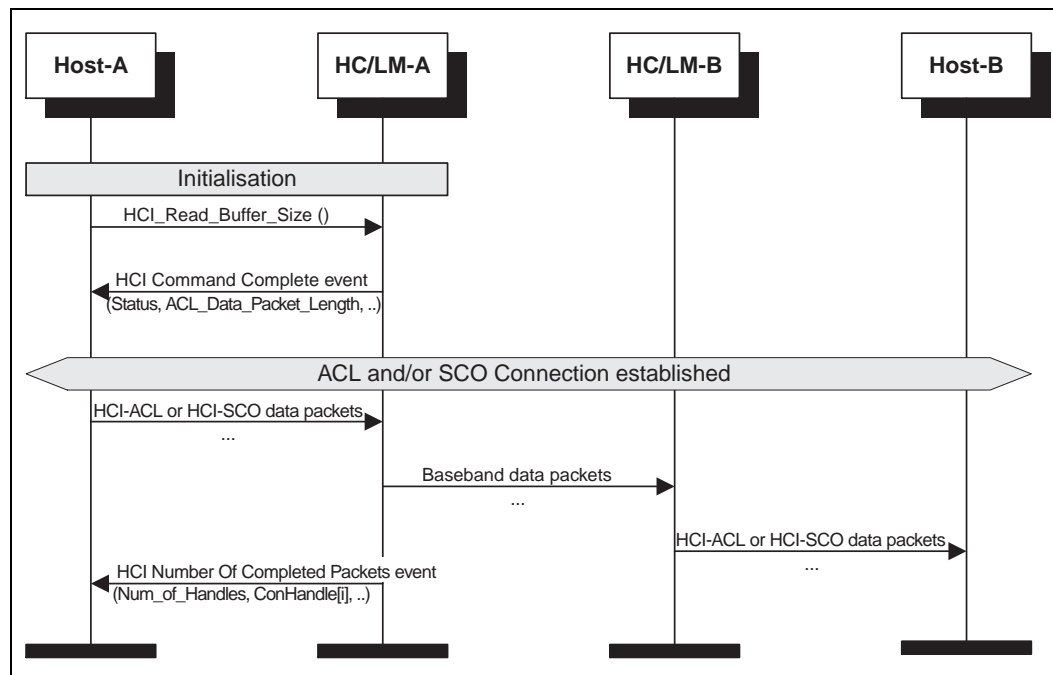 Host-A
HC/LM-A
HC/LM-B
Host-B
Initialisation
HCI_Read_Buffer_Size ()
HCI Command Complete event
(Status, ACL_Data_Packet_Length, ..)
ACL and/or SCO Connection established
HCI-ACL or HCI-SCO data packets
...
Baseband data packets
...
HCI-ACL or HCI-SCO data packets
...
HCI Number Of Completed Packets event
(Num_of_Handles, ConHandle[i], ..)